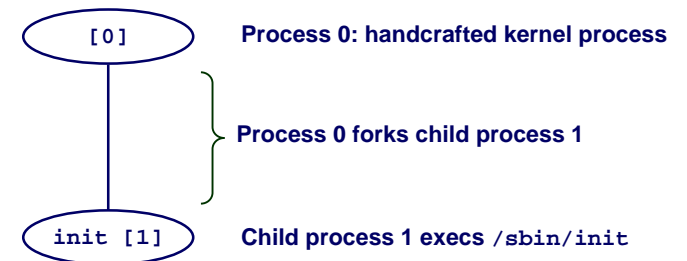 [0] Process 0: handcrafted kernel process
Process 0 forks child process 1
init [1] Child process 1 execs /sbin/init